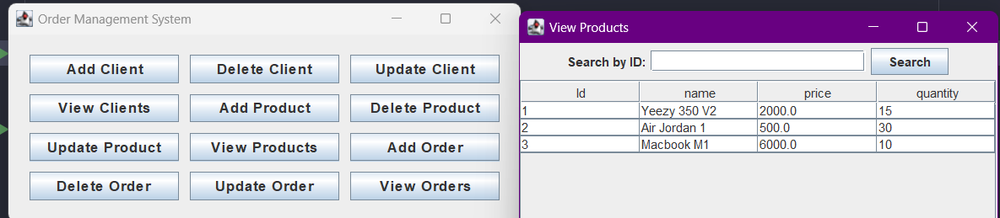 Order Management System
Add Client Delete Client Update Client
View Clients Add Product Delete Product
Update Product View Products Add Order
Delete Order Update Order View Orders
View Products
Search by ID: Search
Id name price quantity
1 Yeezy 350 V2 2000.0 15
2 Air Jordan 1 500.0 30
3 Macbook M1 6000.0 10